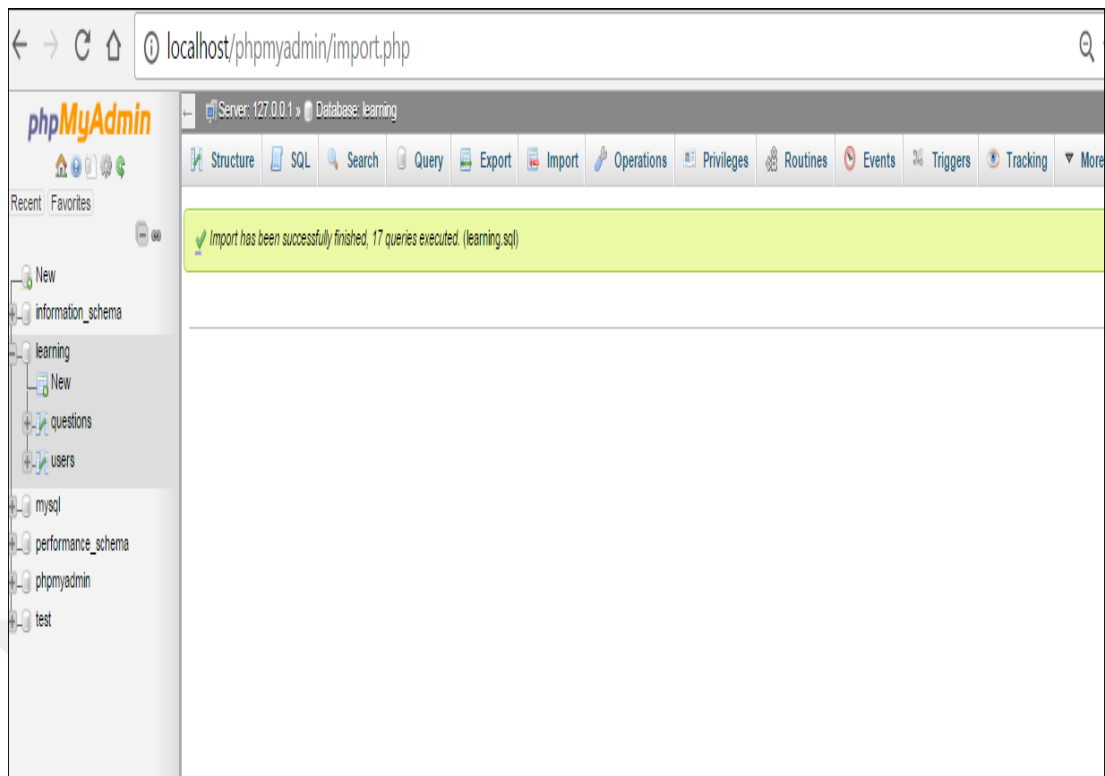 localhost/phpmyadmin/import.php
phpMyAdmin
Recent Favorites
New
information_schema
learning
New
questions
users
mysql
performance_schema
phpmyadmin
test
Server: 127.0.0.1 » Database: learning
Structure SQL Search Query Export Import Operations Privileges Routines Events Triggers Tracking More
Import has been successfully finished, 17 queries executed. (learning.sql)